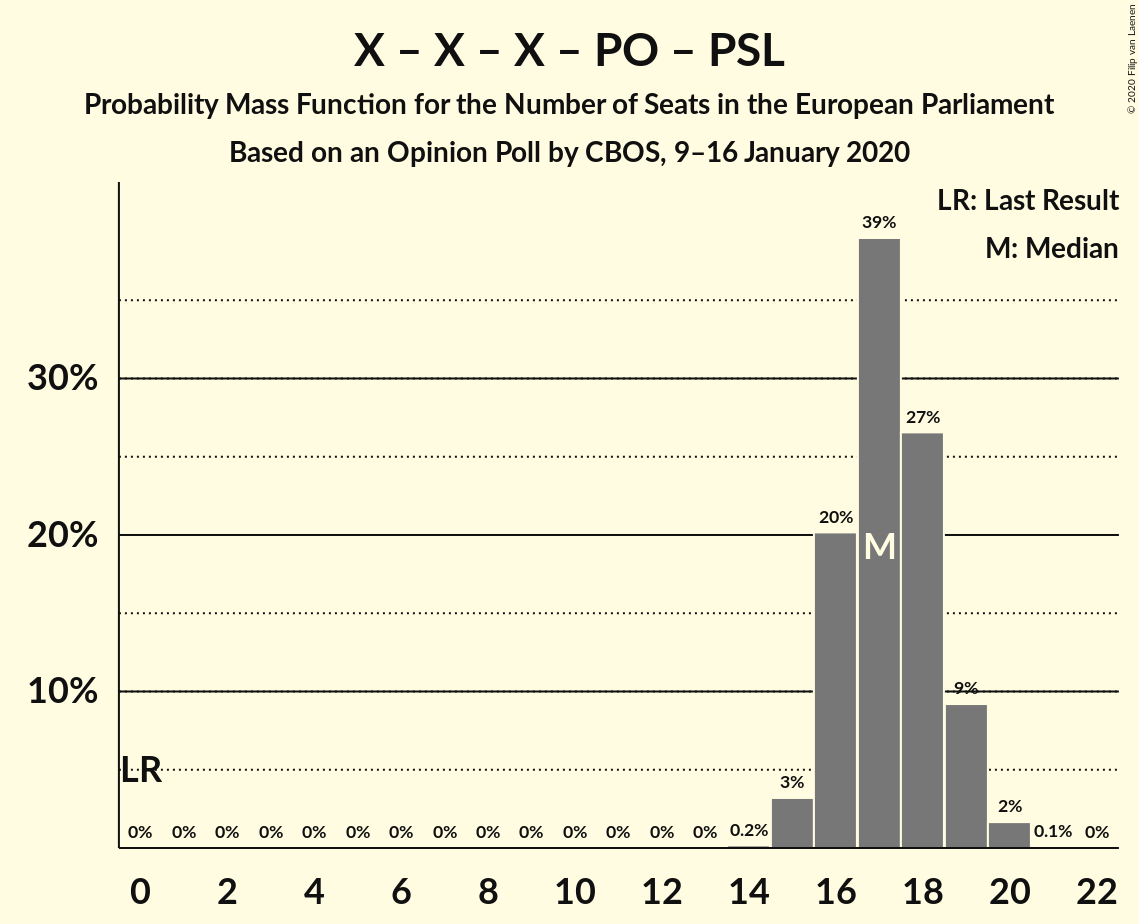 X – X – X – PO – PSL
Probability Mass Function for the Number of Seats in the European Parliament
Based on an Opinion Poll by CBOS, 9–16 January 2020
© 2020 Filip van Laenen
LR: Last Result
M: Median
39%
30%
27%
20%
20%
M
10%
9%
LR
3%
2%
0% 0% 0% 0% 0% 0% 0% 0% 0% 0% 0% 0% 0% 0% 0.2% 0.1% 0%
0 2 4 6 8 10 12 14 16 18 20 22